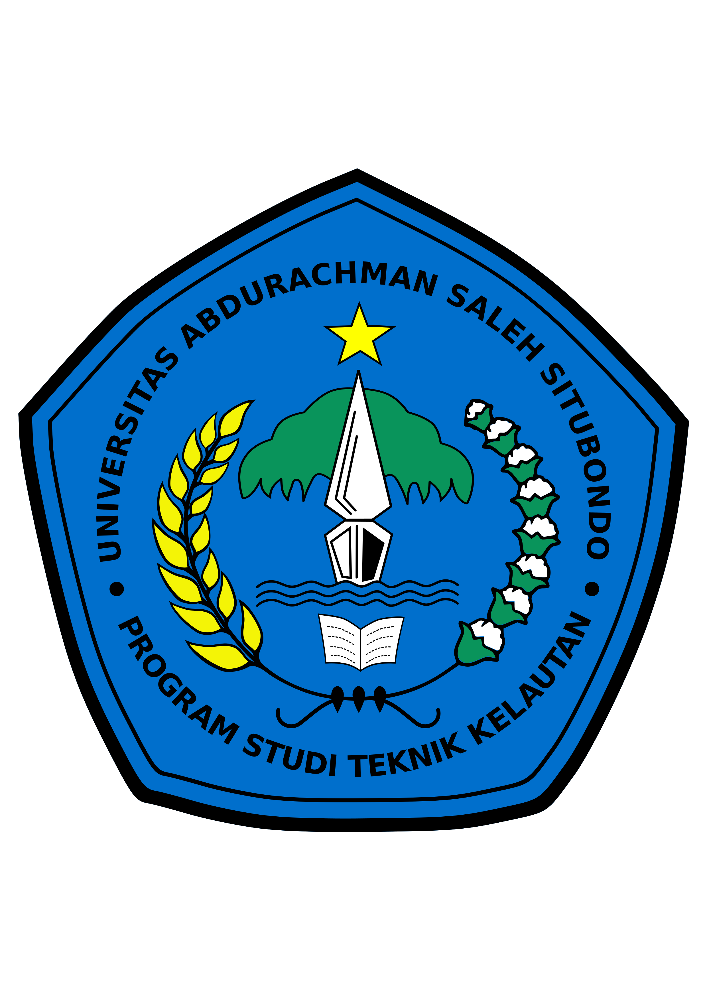 UNIVERSITAS ABDURACHMAN SALEH SITUBONDO
PROGRAM STUDI TEKNIK KELAUTAN